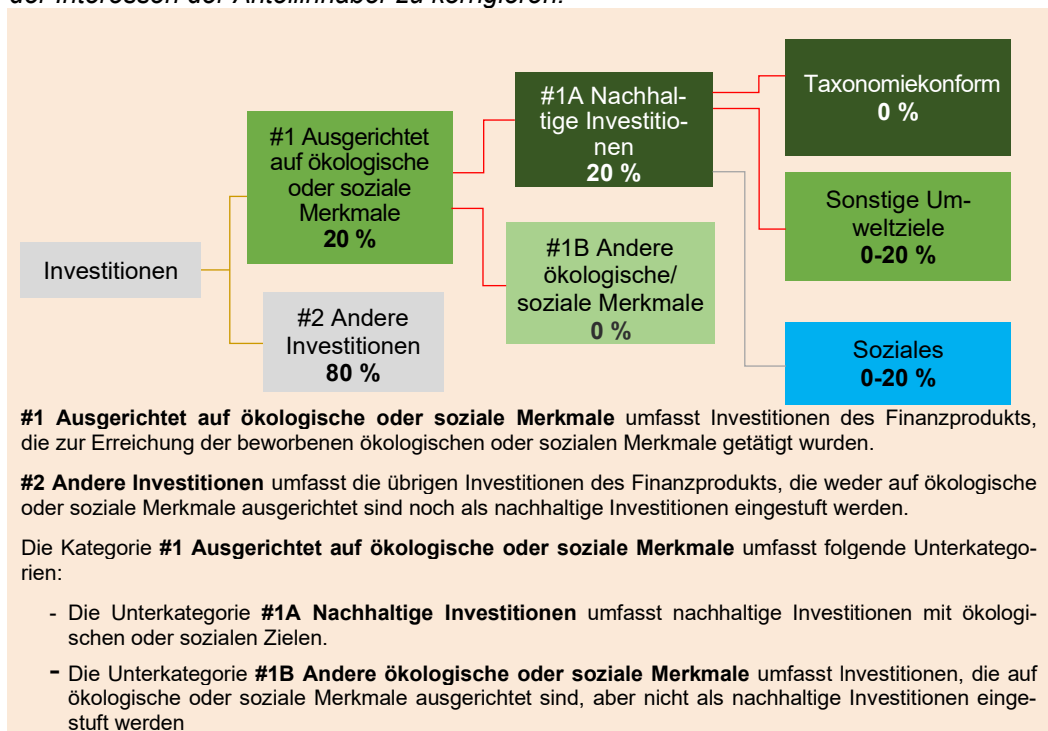 der Interessen der Anteilinhaber zu korrigieren.
#1A Nachhal-
tige Investitio-
nen
20 %
Taxonomiekonform
0 %
#1 Ausgerichtet
auf ökologische
oder soziale
Merkmale
20 %
Sonstige Um-
weltziele
0-20 %
Investitionen
#1B Andere
ökologische/
soziale Merkmale
0 %
#2 Andere
Investitionen
80 %
Soziales
0-20 %
#1 Ausgerichtet auf ökologische oder soziale Merkmale umfasst Investitionen des Finanzprodukts,
die zur Erreichung der beworbenen ökologischen oder sozialen Merkmale getätigt wurden.
#2 Andere Investitionen umfasst die übrigen Investitionen des Finanzprodukts, die weder auf ökologische
oder soziale Merkmale ausgerichtet sind noch als nachhaltige Investitionen eingestuft werden.
Die Kategorie #1 Ausgerichtet auf ökologische oder soziale Merkmale umfasst folgende Unterkatego-
rien:
- Die Unterkategorie #1A Nachhaltige Investitionen umfasst nachhaltige Investitionen mit ökologi-
schen oder sozialen Zielen.
- Die Unterkategorie #1B Andere ökologische oder soziale Merkmale umfasst Investitionen, die auf
ökologische oder soziale Merkmale ausgerichtet sind, aber nicht als nachhaltige Investitionen einge-
stuft werden